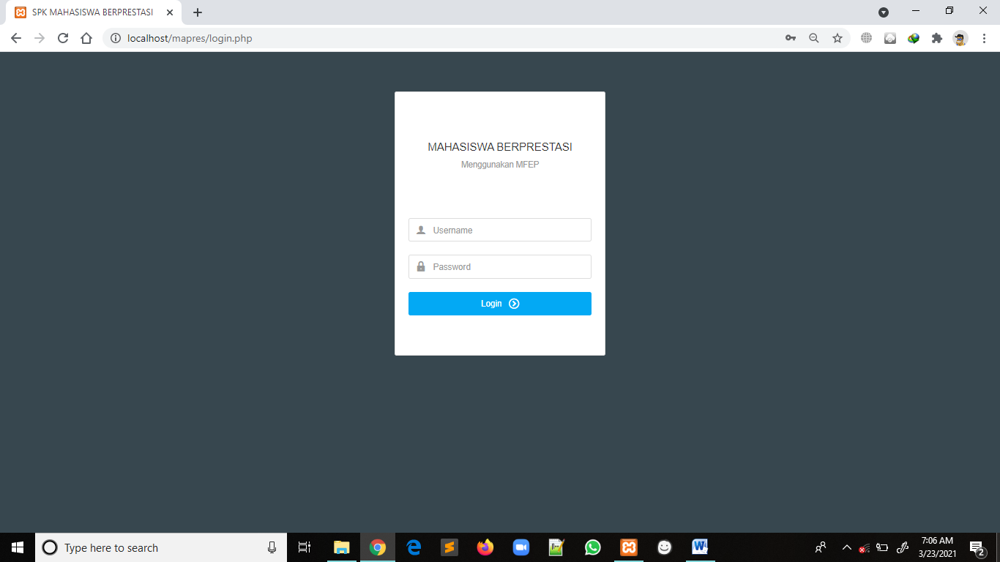 SPK MAHASISWA BERPRESTASI
localhost/mapres/login.php
MAHASISWA BERPRESTASI
Menggunakan MFEP
Username
Password
Login
Type here to search
7:06 AM
3/23/2021
2